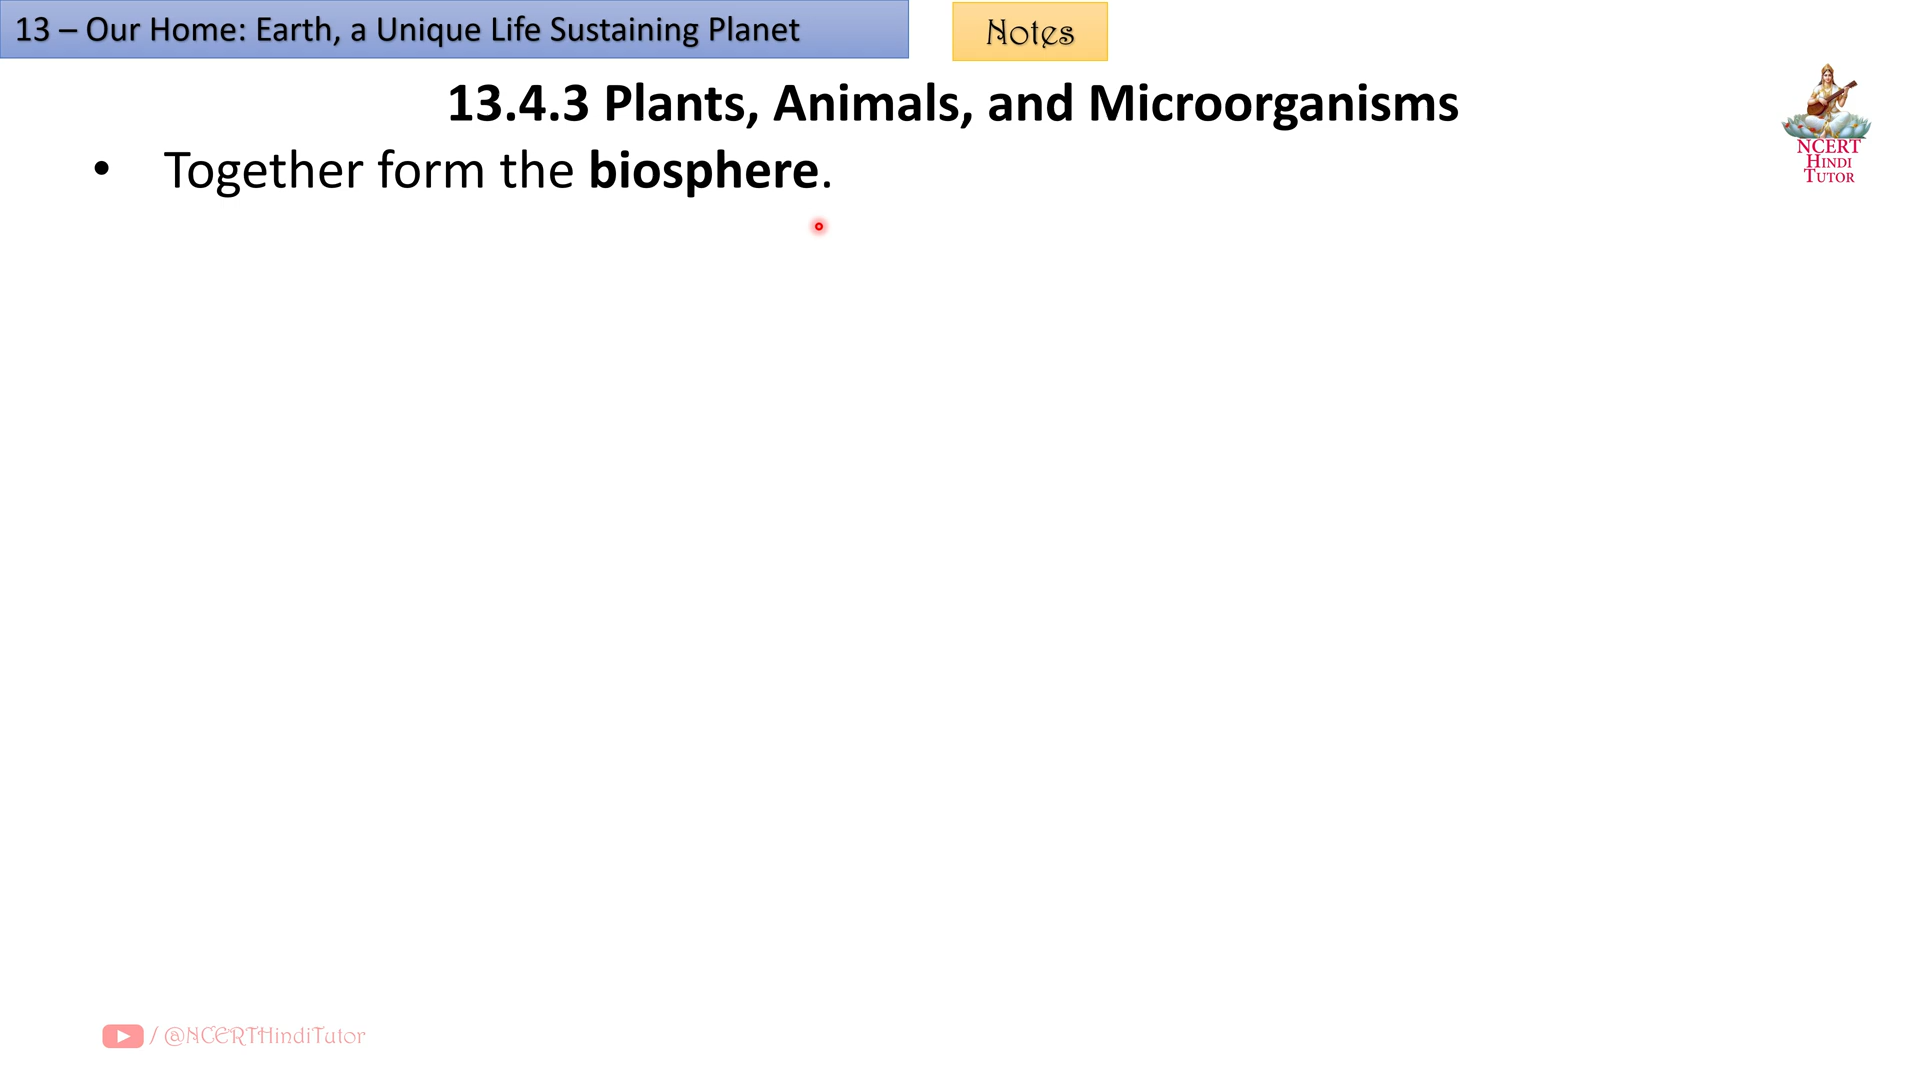 13 – Our Home: Earth, a Unique Life Sustaining Planet
Notes
13.4.3 Plants, Animals, and Microorganisms
• Together form the biosphere.
NCERT
HINDI
TUTOR
/ @NCERTHindiTutor